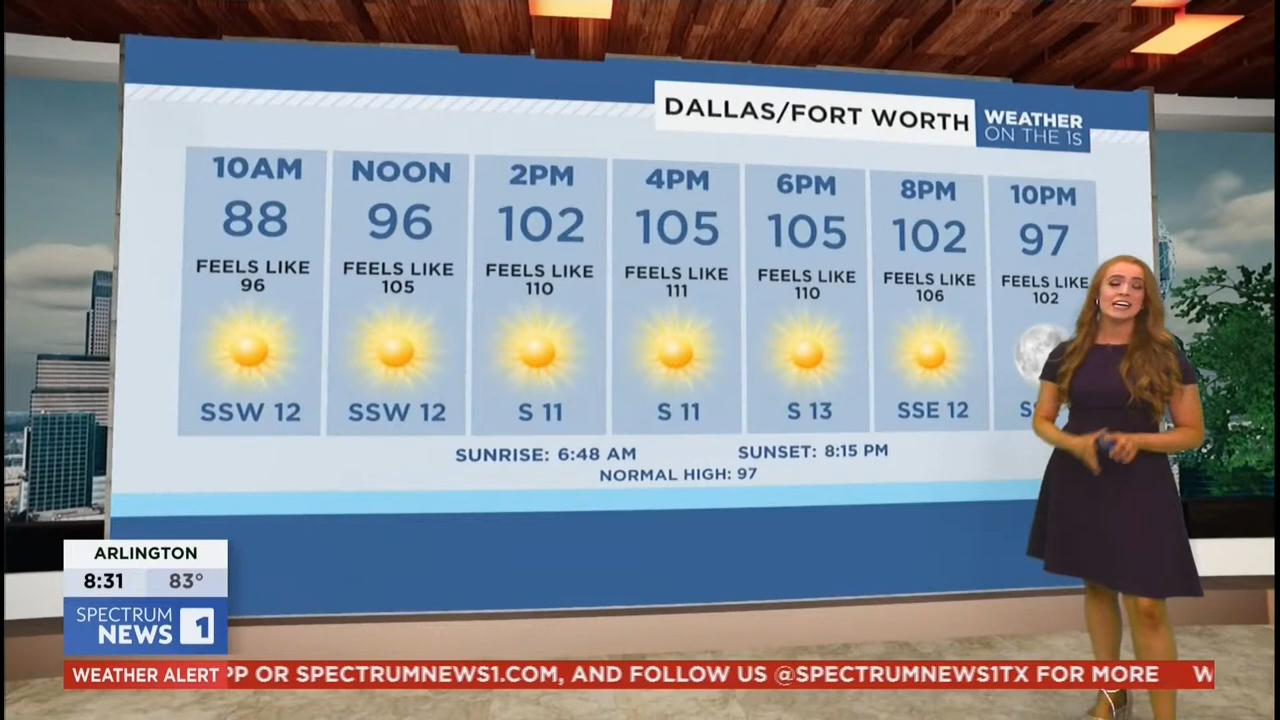 DALLAS/FORT WORTH
WEATHER
ON THE 1S
10AM
88
FEELS LIKE
96
SSW 12
NOON
96
FEELS LIKE
105
SSW 12
2PM
102
FEELS LIKE
110
S 11
4PM
105
FEELS LIKE
111
S 11
6PM
105
FEELS LIKE
110
S 13
8PM
102
FEELS LIKE
106
SSE 12
10PM
97
FEELS LIKE
102
SUNRISE: 6:48 AM
SUNSET: 8:15 PM
NORMAL HIGH: 97
ARLINGTON
8:31 83°
SPECTRUM
NEWS 1
WEATHER ALERT PP OR SPECTRUMNEWS1.COM, AND FOLLOW US @SPECTRUMNEWS1TX FOR MORE W